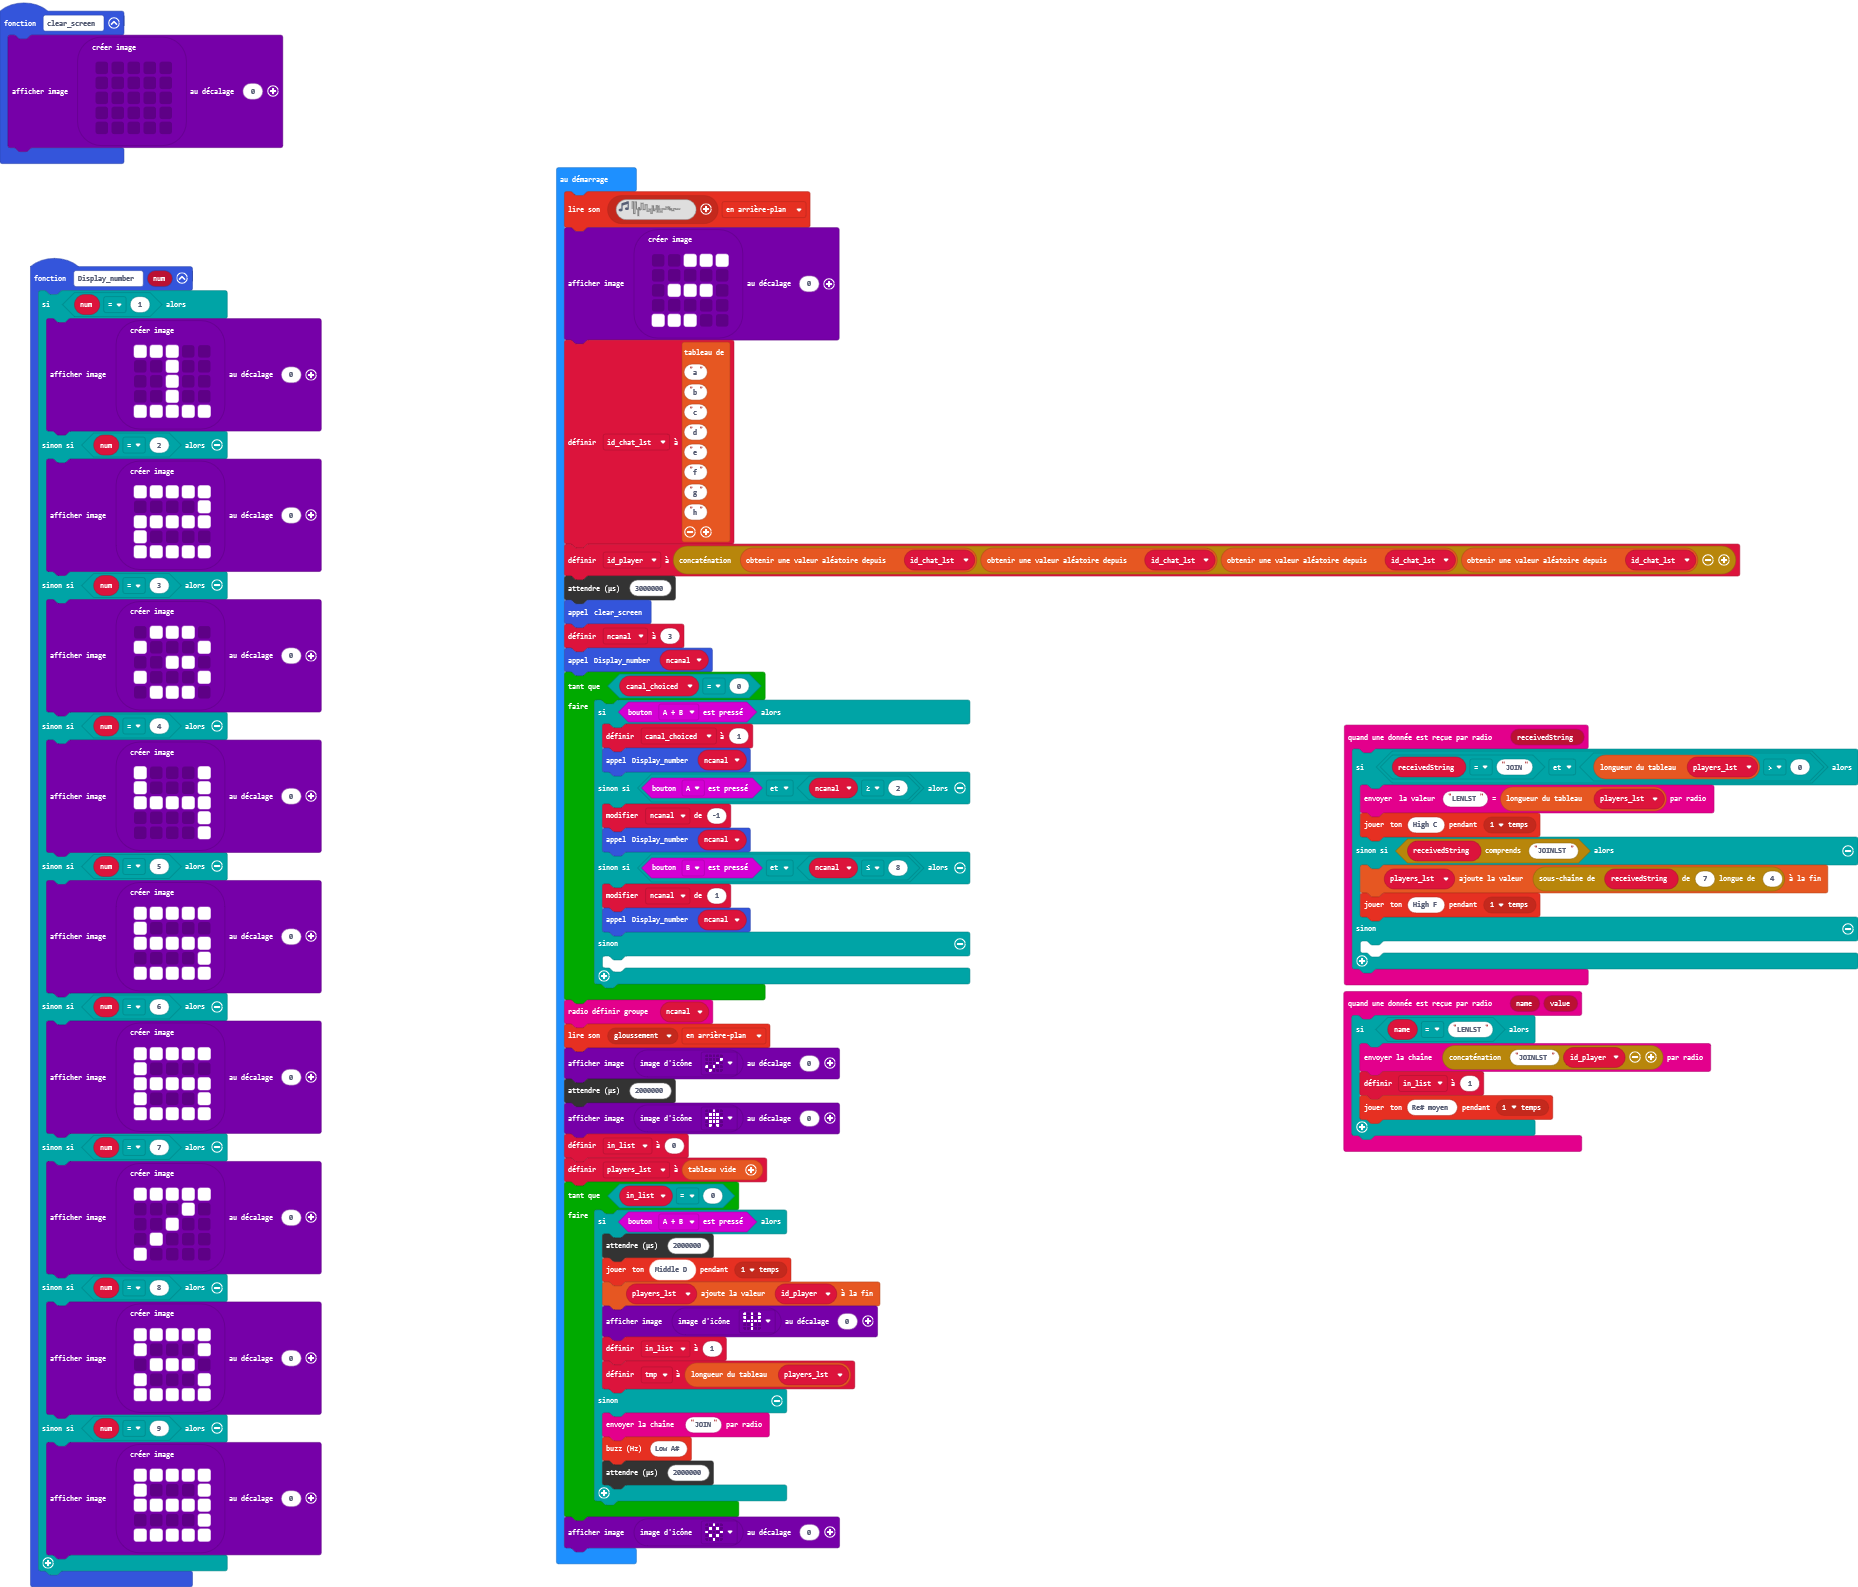 fonction clear_screen
créer image
afficher image au décalage 0
fonction Display_number num
si num = 1 alors
créer image
afficher image au décalage 0
sinon si num = 2 alors
créer image
afficher image au décalage 0
sinon si num = 3 alors
créer image
afficher image au décalage 0
sinon si num = 4 alors
créer image
afficher image au décalage 0
sinon si num = 5 alors
créer image
afficher image au décalage 0
sinon si num = 6 alors
créer image
afficher image au décalage 0
sinon si num = 7 alors
créer image
afficher image au décalage 0
sinon si num = 8 alors
créer image
afficher image au décalage 0
sinon si num = 9 alors
créer image
afficher image au décalage 0
au démarrage
lire son en arrière-plan
créer image
afficher image au décalage 0
tableau de
"a"
"b"
"c"
"d"
définir id_chat_lst à
"e"
"f"
"g"
"h"
définir id_player à concaténation obtenir une valeur aléatoire depuis id_chat_lst obtenir une valeur aléatoire depuis id_chat_lst obtenir une valeur aléatoire depuis id_chat_lst obtenir une valeur aléatoire depuis id_chat_lst
attendre (µs) 3000000
appel clear_screen
définir ncanal à 3
appel Display_number ncanal
tant que canal_choiced = 0
faire si bouton A + B est pressé alors
définir canal_choiced à 1
appel Display_number ncanal
sinon si bouton A est pressé et ncanal ≥ 2 alors
modifier ncanal de -1
appel Display_number ncanal
sinon si bouton B est pressé et ncanal ≤ 8 alors
modifier ncanal de 1
appel Display_number ncanal
sinon
radio définir groupe ncanal
lire son gloussement en arrière-plan
afficher image image d'icône au décalage 0
attendre (µs) 2000000
afficher image image d'icône au décalage 0
définir in_list à 0
définir players_lst à tableau vide
tant que in_list = 0
faire si bouton A + B est pressé alors
attendre (µs) 2000000
jouer ton Middle D pendant 1 temps
players_lst ajoute la valeur id_player à la fin
afficher image image d'icône au décalage 0
définir in_list à 1
définir tmp à longueur du tableau players_lst
sinon
envoyer la chaîne "JOIN" par radio
buzz (Hz) Low A#
attendre (µs) 2000000
afficher image image d'icône au décalage 0
quand une donnée est reçue par radio receivedString
si receivedString = "JOIN" et longueur du tableau players_lst > 0 alors
envoyer la valeur "LENLST" = longueur du tableau players_lst par radio
jouer ton High C pendant 1 temps
sinon si receivedString comprends "JOINLST" alors
players_lst ajoute la valeur sous-chaîne de receivedString de 7 longue de 4 à la fin
jouer ton High F pendant 1 temps
sinon
quand une donnée est reçue par radio name value
si name = "LENLST" alors
envoyer la chaîne concaténation "JOINLST" id_player par radio
définir in_list à 1
jouer ton Re# moyen pendant 1 temps